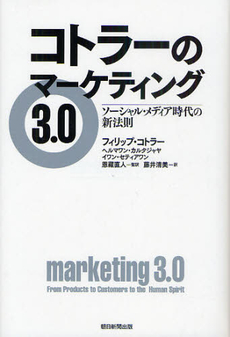 コトラーの
マーケティング
3.0
ソーシャル・メディア時代の
新法則
フィリップ・コトラー
ヘルマワン・カルタジャヤ
イワン・セティアワン
恩藏直人=監訳 藤井清美=訳
marketing 3.0
From Products to Customers to the Human Spirit
朝日新聞出版